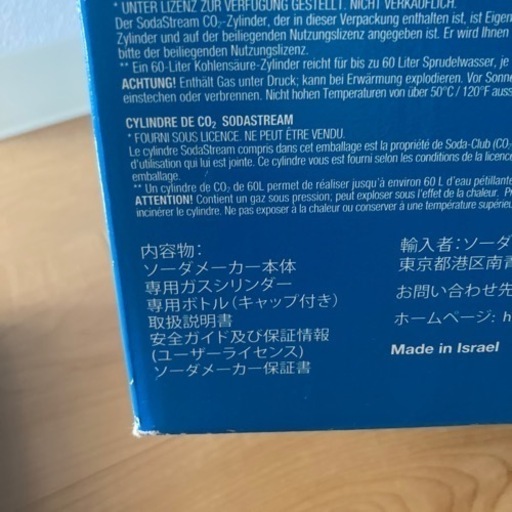 * UNTER LIZENZ ZUR VERFÜGUNG GESTELLT. NICHT VERKÄUFLICH.
Der SodaStream CO₂-Zylinder, der in dieser Verpackung enthalten ist, ist Eigen
Zylinder und auf der beiliegenden Nutzungslizenz angegeben ist. Er wird Ihnen
bitte der beiliegenden Nutzungslizenz.
** Ein 60-Liter Kohlensäure-Zylinder reicht für bis zu 60 Liter Sprudelwasser, je
ACHTUNG! Enthält Gas unter Druck; kann bei Erwärmung explodieren. Vor Sonne
einstechen oder verbrennen. Nicht hohen Temperaturen von über 50°C / 120°F auss
CYLINDRE DE CO₂ SODASTREAM
* FOURNI SOUS LICENCE. NE PEUT ÊTRE VENDU.
Le cylindre SodaStream compris dans cet emballage est la propriété de Soda-Club (CO₂
d'utilisation qui lui est jointe. Ce cylindre vous est fourni selon les conditions de la licence
emballage.
** Un cylindre de CO₂ de 60L permet de réaliser jusqu'à environ 60 L d'eau pétillante
ATTENTION! Contient un gaz sous pression; peut exploser sous l'effet de la chaleur. P
incinérer le cylindre. Ne pas exposer à la chaleur ou conserver à une température supérieu
内容物:
ソーダメーカー本体
専用ガスシリンダー
専用ボトル(キャップ付き)
取扱説明書
安全ガイド及び保証情報
(ユーザーライセンス)
ソーダメーカー保証書
輸入者:ソーダ
東京都港区南青
お問い合わせ先
ホームページ: h
Made in Israel